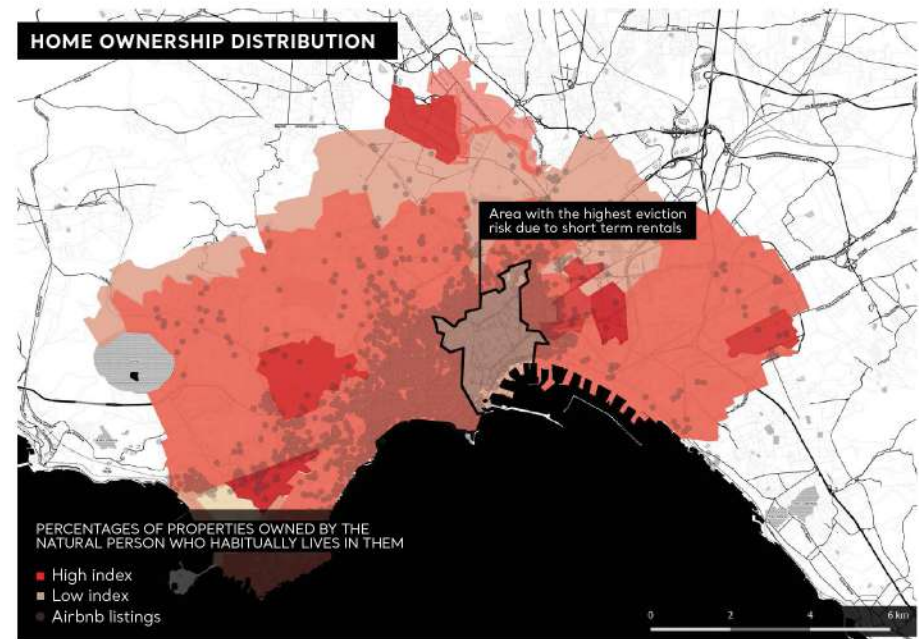 HOME OWNERSHIP DISTRIBUTION
Area with the highest eviction
risk due to short term rentals
PERCENTAGES OF PROPERTIES OWNED BY THE
NATURAL PERSON WHO HABITUALLY LIVES IN THEM
High index
Low index
Airbnb listings
0 2 4 6 km